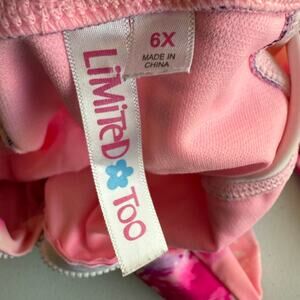 6X
MADE IN
CHINA
LiMiTED TOO